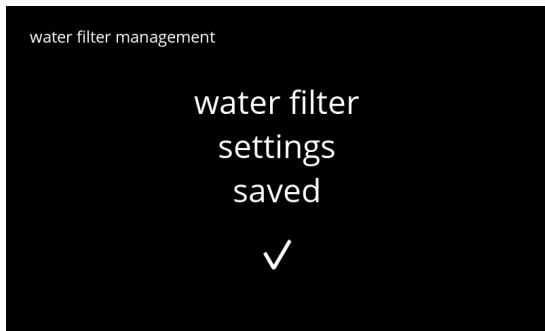 water filter management
water filter
settings
saved